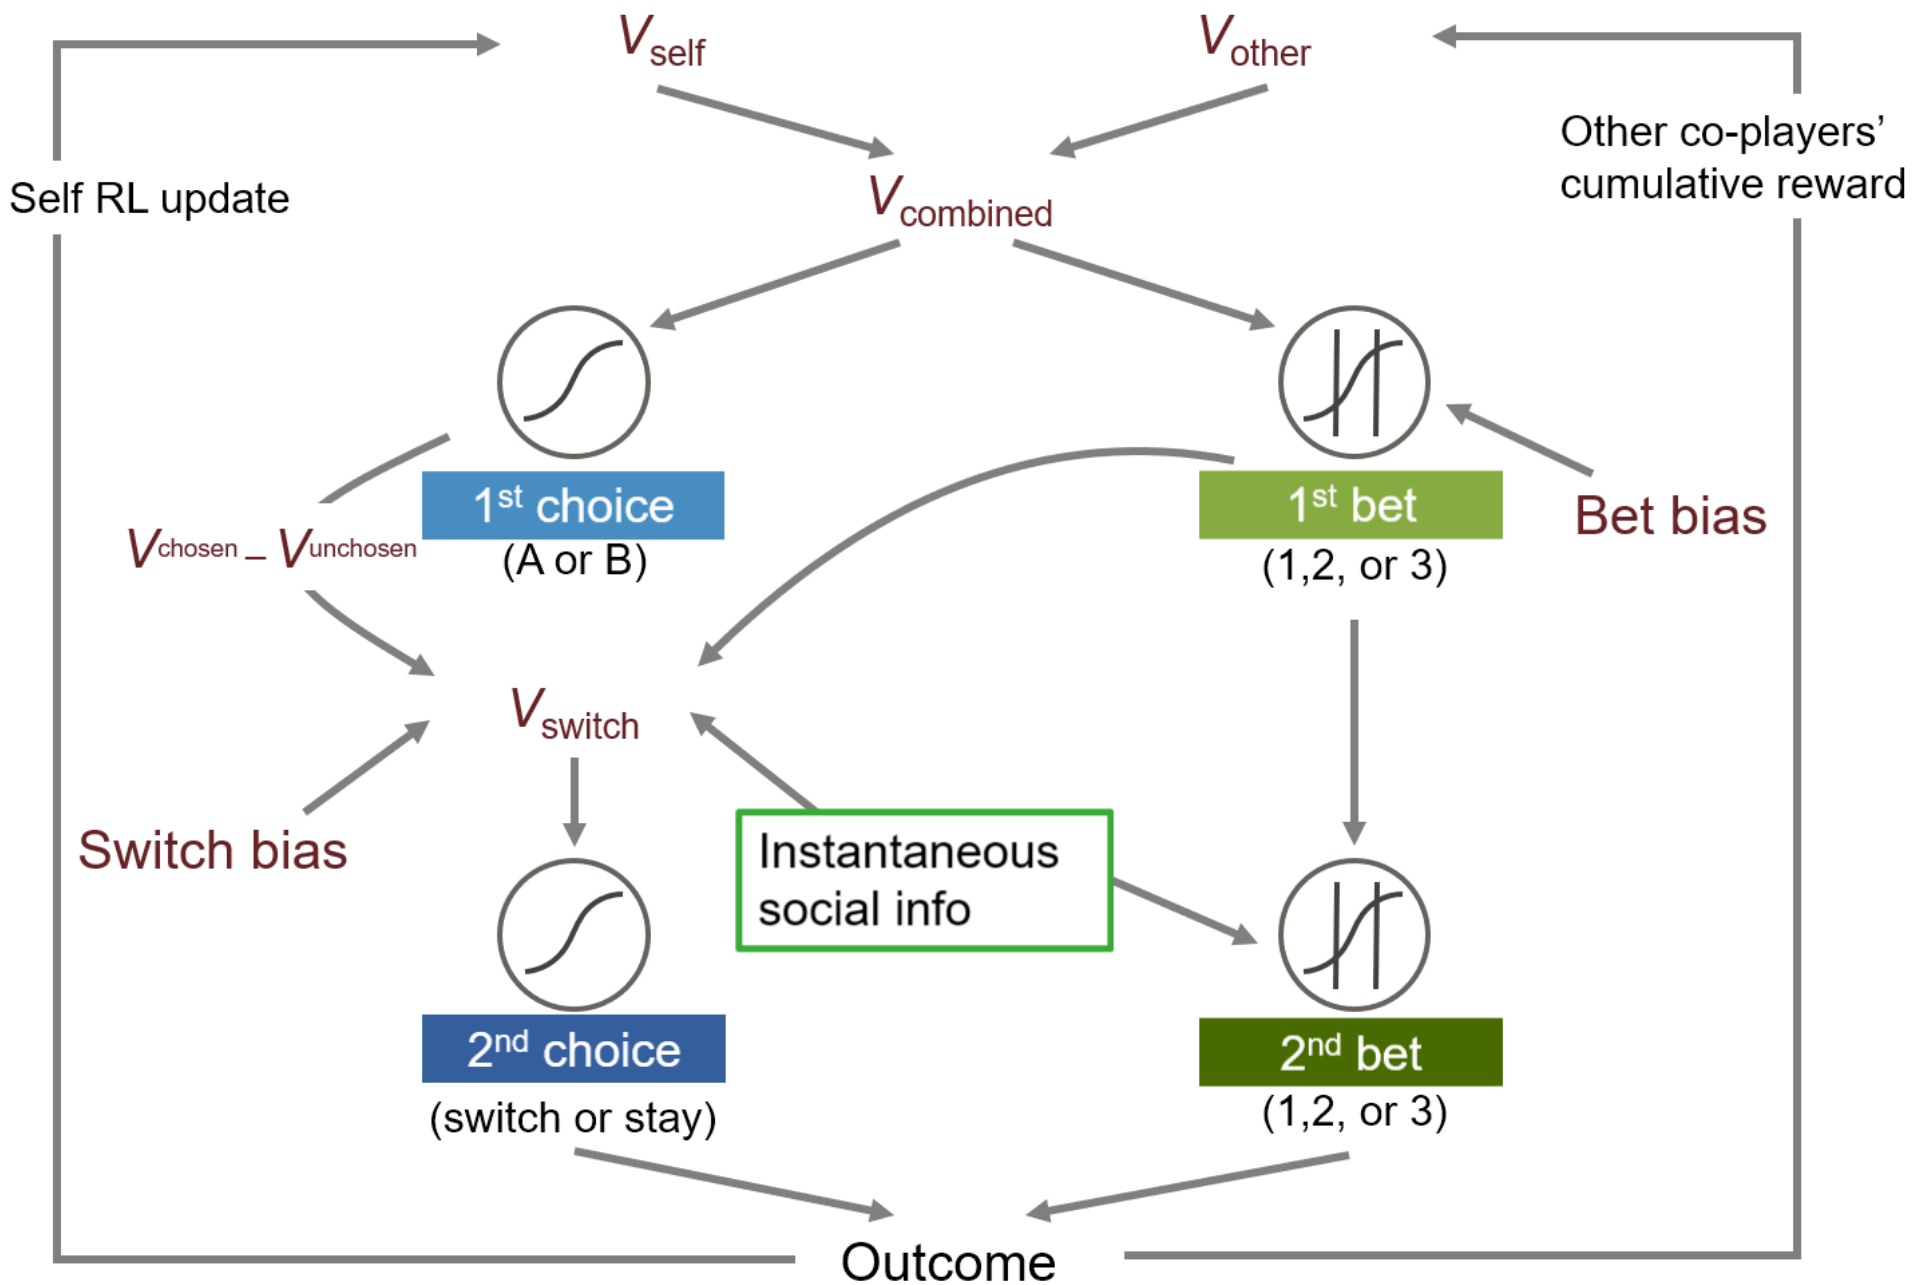 Vself
Vother
Other co-players’
cumulative reward
Self RL update
Vcombined
1st choice
(A or B)
1st bet
(1,2, or 3)
Bet bias
Vchosen – Vunchosen
Vswitch
Switch bias
Instantaneous
social info
2nd choice
(switch or stay)
2nd bet
(1,2, or 3)
Outcome